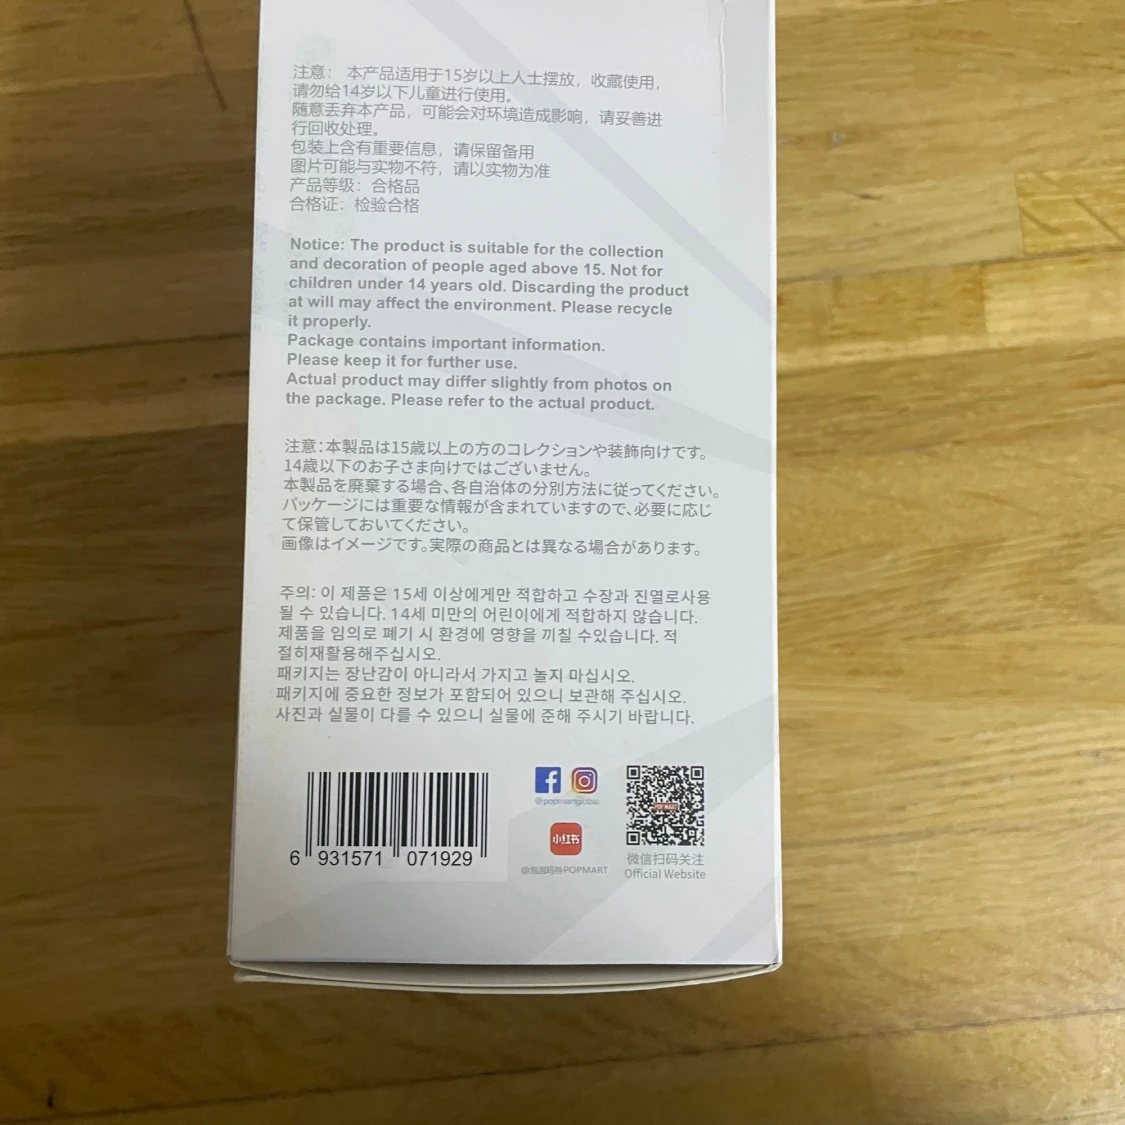 注意： 本产品适用于15岁以上人士摆放，收藏使用，
请勿给14岁以下儿童进行使用。
随意丢弃本产品，可能会对环境造成影响，请妥善进
行回收处理。
包装上含有重要信息，请保留备用
图片可能与实物不符，请以实物为准
产品等级：合格品
合格证：检验合格
Notice: The product is suitable for the collection
and decoration of people aged above 15. Not for
children under 14 years old. Discarding the product
at will may affect the environment. Please recycle
it properly.
Package contains important information.
Please keep it for further use.
Actual product may differ slightly from photos on
the package. Please refer to the actual product.
注意：本製品は15歳以上の方のコレクションや装飾向けです。
14歳以下のお子さま向けではございません。
本製品を廃棄する場合、各自治体の分別方法に従ってください。
パッケージには重要な情報が含まれていますので、必要に応じ
て保管しておいてください。
画像はイメージです。実際の商品とは異なる場合があります。
주의: 이 제품은 15세 이상에게만 적합하고 수장과 진열로사용
될 수 있습니다. 14세 미만의 어린이에게 적합하지 않습니다.
제품을 임의로 폐기 시 환경에 영향을 끼칠 수있습니다. 적
절히재활용해주십시오.
패키지는 장난감이 아니라서 가지고 놀지 마십시오.
패키지에 중요한 정보가 포함되어 있으니 보관해 주십시오.
사진과 실물이 다를 수 있으니 실물에 준해 주시기 바랍니다.
6 931571 071929
@popmartglobal
小红书
@泡泡玛特POPMART
POP MART
微信扫码关注
Official Website